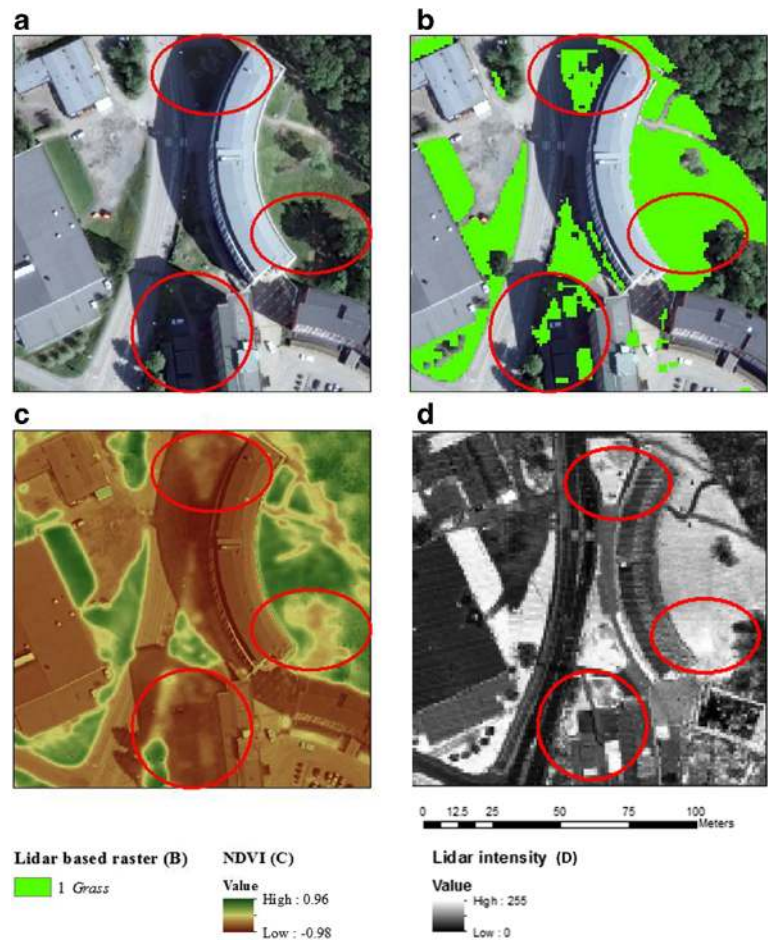 a
b
c
d
0 12.5 25 50 75 100
Meters
Lidar based raster (B)
1 Grass
NDVI (C)
Value
High : 0.96
Low : -0.98
Lidar intensity (D)
Value
High : 255
Low : 0